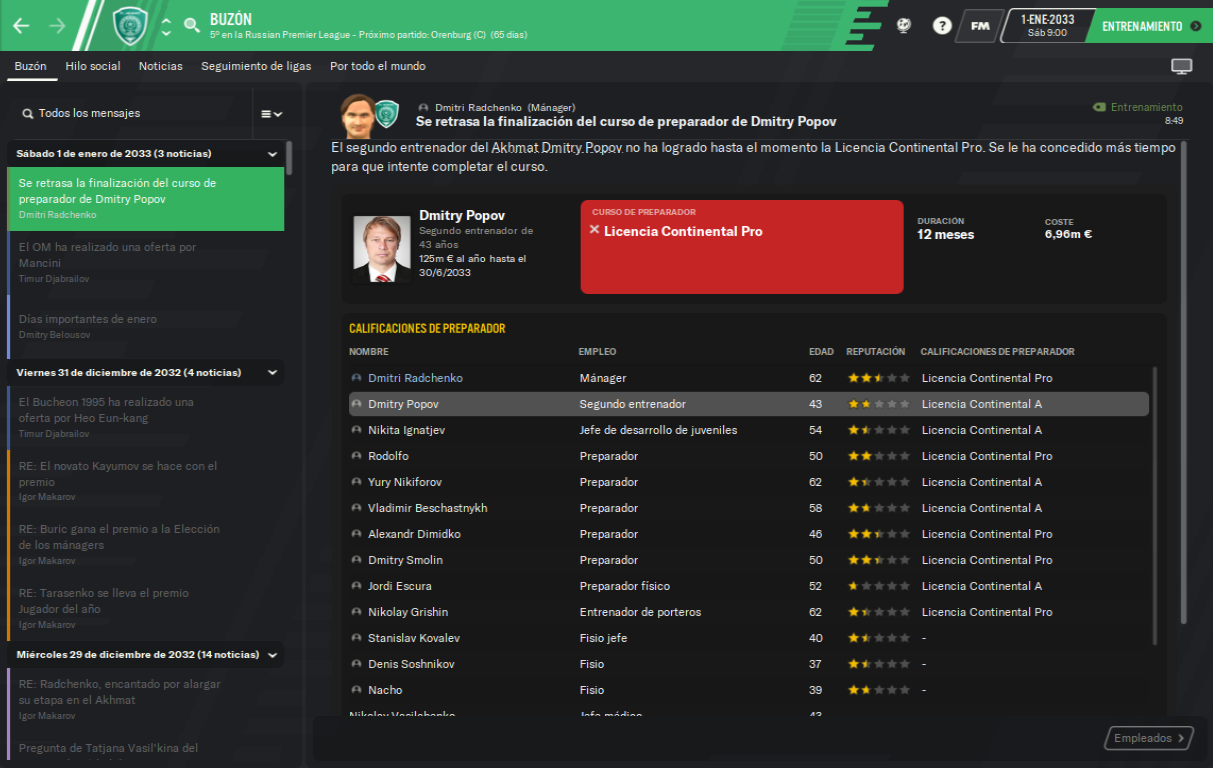 BUZÓN
5º en la Russian Premier League - Próximo partido: Orenburg (C) (65 días)
?
FM
1-ENE-2033
Sáb 9:00
ENTRENAMIENTO
Buzón Hilo social Noticias Seguimiento de ligas Por todo el mundo
Todos los mensajes
Sábado 1 de enero de 2033 (3 noticias)
Se retrasa la finalización del curso de
preparador de Dmitry Popov
Dmitri Radchenko
El OM ha realizado una oferta por
Mancini
Timur Djabrailov
Días importantes de enero
Dmitry Belousov
Viernes 31 de diciembre de 2032 (4 noticias)
El Bucheon 1995 ha realizado una
oferta por Heo Eun-kang
Timur Djabrailov
RE: El novato Kayumov se hace con el
premio
Igor Makarov
RE: Buric gana el premio a la Elección
de los mánagers
Igor Makarov
RE: Tarasenko se lleva el premio
Jugador del año
Igor Makarov
Miércoles 29 de diciembre de 2032 (14 noticias)
RE: Radchenko, encantado por alargar
su etapa en el Akhmat
Igor Makarov
Pregunta de Tatjana Vasil'kina del
Dmitri Radchenko (Mánager)
Se retrasa la finalización del curso de preparador de Dmitry Popov
Entrenamiento
8:49
El segundo entrenador del Akhmat Dmitry Popov no ha logrado hasta el momento la Licencia Continental Pro. Se le ha concedido más tiempo
para que intente completar el curso.
Dmitry Popov
Segundo entrenador de
43 años
125m € al año hasta el
30/6/2033
CURSO DE PREPARADOR
Licencia Continental Pro
DURACIÓN
12 meses
COSTE
6,96m €
CALIFICACIONES DE PREPARADOR
NOMBRE EMPLEO EDAD REPUTACIÓN CALIFICACIONES DE PREPARADOR
Dmitri Radchenko Mánager 62 Licencia Continental Pro
Dmitry Popov Segundo entrenador 43 Licencia Continental A
Nikita Ignatjev Jefe de desarrollo de juveniles 54 Licencia Continental A
Rodolfo Preparador 50 Licencia Continental Pro
Yury Nikiforov Preparador 62 Licencia Continental A
Vladimir Beschastnykh Preparador 58 Licencia Continental A
Alexandr Dimidko Preparador 46 Licencia Continental Pro
Dmitry Smolin Preparador 50 Licencia Continental Pro
Jordi Escura Preparador físico 52 Licencia Continental A
Nikolay Grishin Entrenador de porteros 62 Licencia Continental Pro
Stanislav Kovalev Fisio jefe 40 -
Denis Soshnikov Fisio 37 -
Nacho Fisio 39 -
Empleados